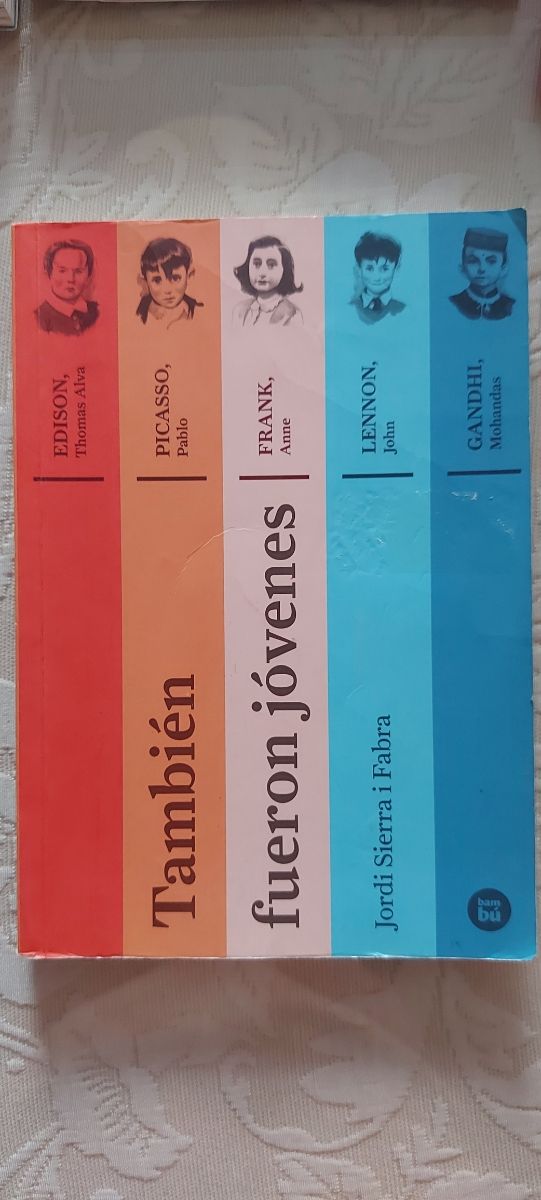 EDISON,
Thomas Alva
También
PICASSO,
Pablo
fueron jóvenes
FRANK,
Anne
Jordi Sierra i Fabra
LENNON,
John
bam
bú
GANDHI,
Mohandas